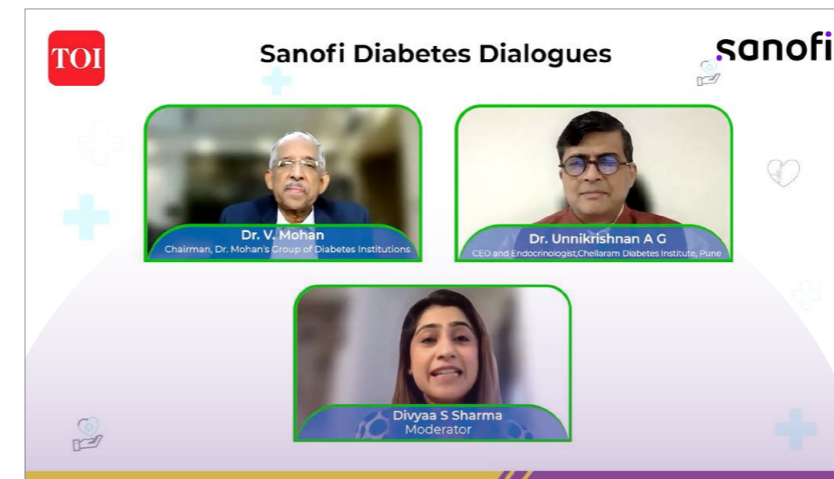 TOI
Sanofi Diabetes Dialogues
sanofi
Dr. V. Mohan
Chairman, Dr. Mohan's Group of Diabetes Institutions
Dr. Unnikrishnan A G
CEO and Endocrinologist,Chellaram Diabetes Institute, Pune
Divyaa S Sharma
Moderator